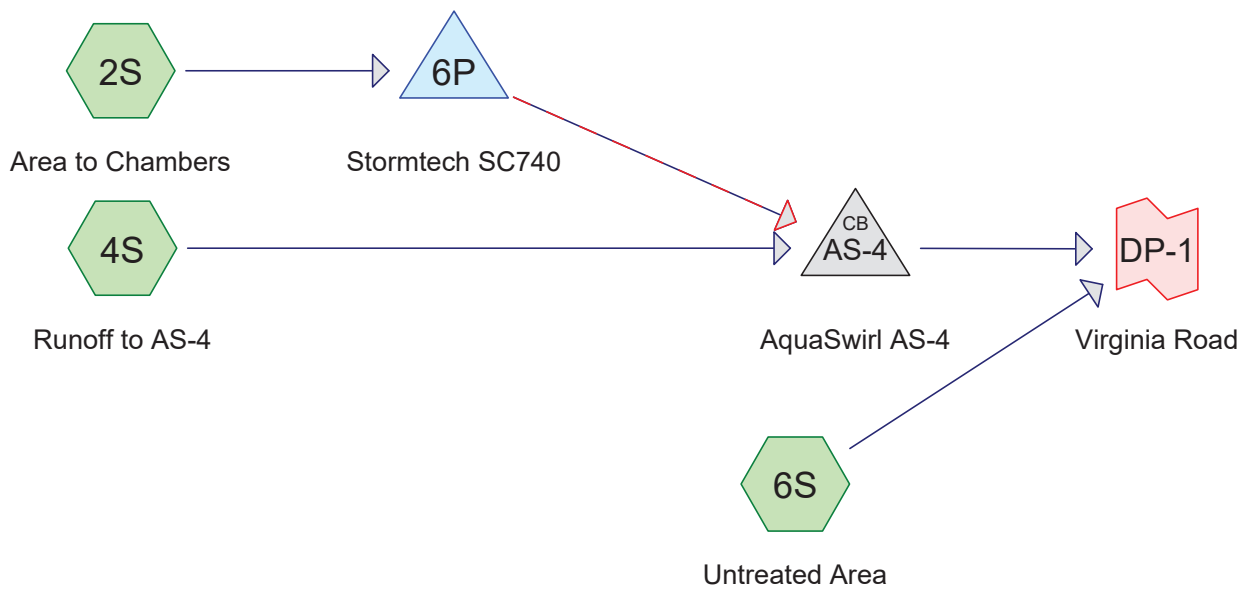 2S
6P
Area to Chambers
Stormtech SC740
4S
CB
AS-4
DP-1
Runoff to AS-4
AquaSwirl AS-4
Virginia Road
6S
Untreated Area